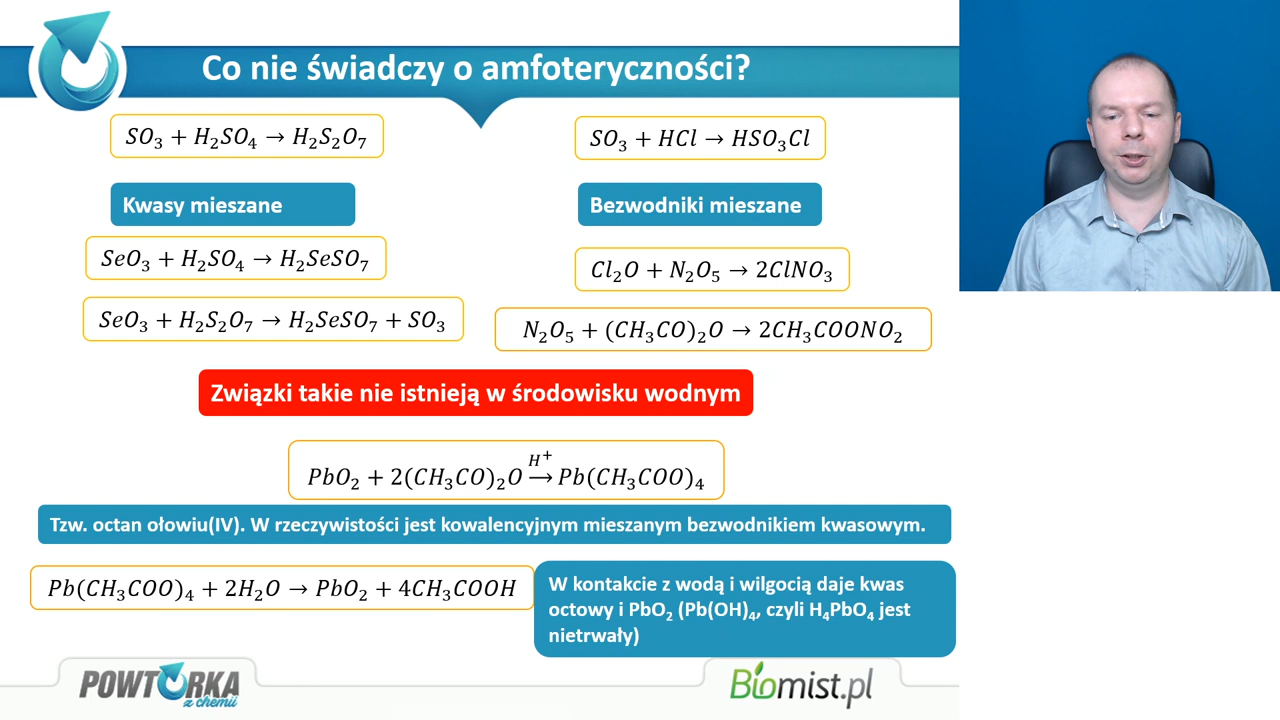 Co nie świadczy o amfoteryczności?
SO₃ + H₂SO₄ → H₂S₂O₇
SO₃ + HCl → HSO₃Cl
Kwasy mieszane
Bezwodniki mieszane
SeO₃ + H₂SO₄ → H₂SeSO₇
Cl₂O + N₂O₅ → 2ClNO₃
SeO₃ + H₂S₂O₇ → H₂SeSO₇ + SO₃
N₂O₅ + (CH₃CO)₂O → 2CH₃COONO₂
Związki takie nie istnieją w środowisku wodnym
H⁺
PbO₂ + 2(CH₃CO)₂O → Pb(CH₃COO)₄
Tzw. octan ołowiu(IV). W rzeczywistości jest kowalencyjnym mieszanym bezwodnikiem kwasowym.
Pb(CH₃COO)₄ + 2H₂O → PbO₂ + 4CH₃COOH
W kontakcie z wodą i wilgocią daje kwas
octowy i PbO₂ (Pb(OH)₄, czyli H₄PbO₄ jest
nietrwały)
POWTÓRKA
z chemii
Biomist.pl